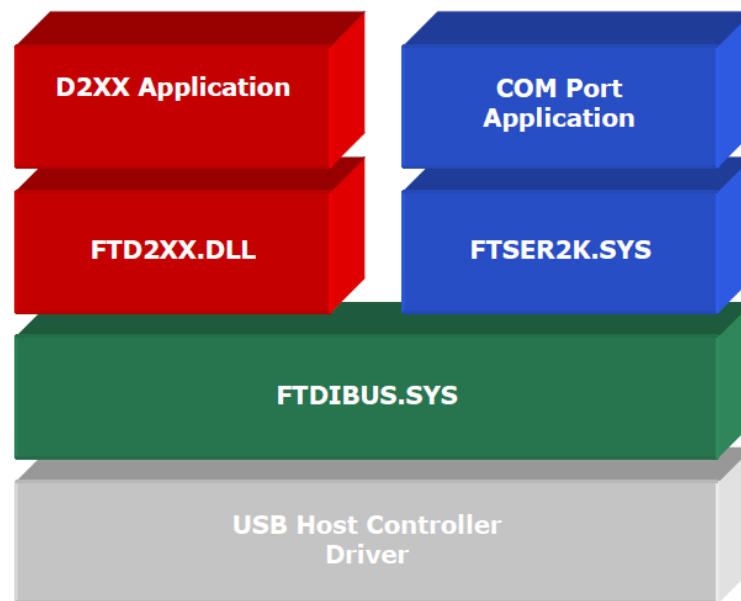 D2XX Application
COM Port
Application
FTD2XX.DLL
FTSER2K.SYS
FTDIBUS.SYS
USB Host Controller
Driver